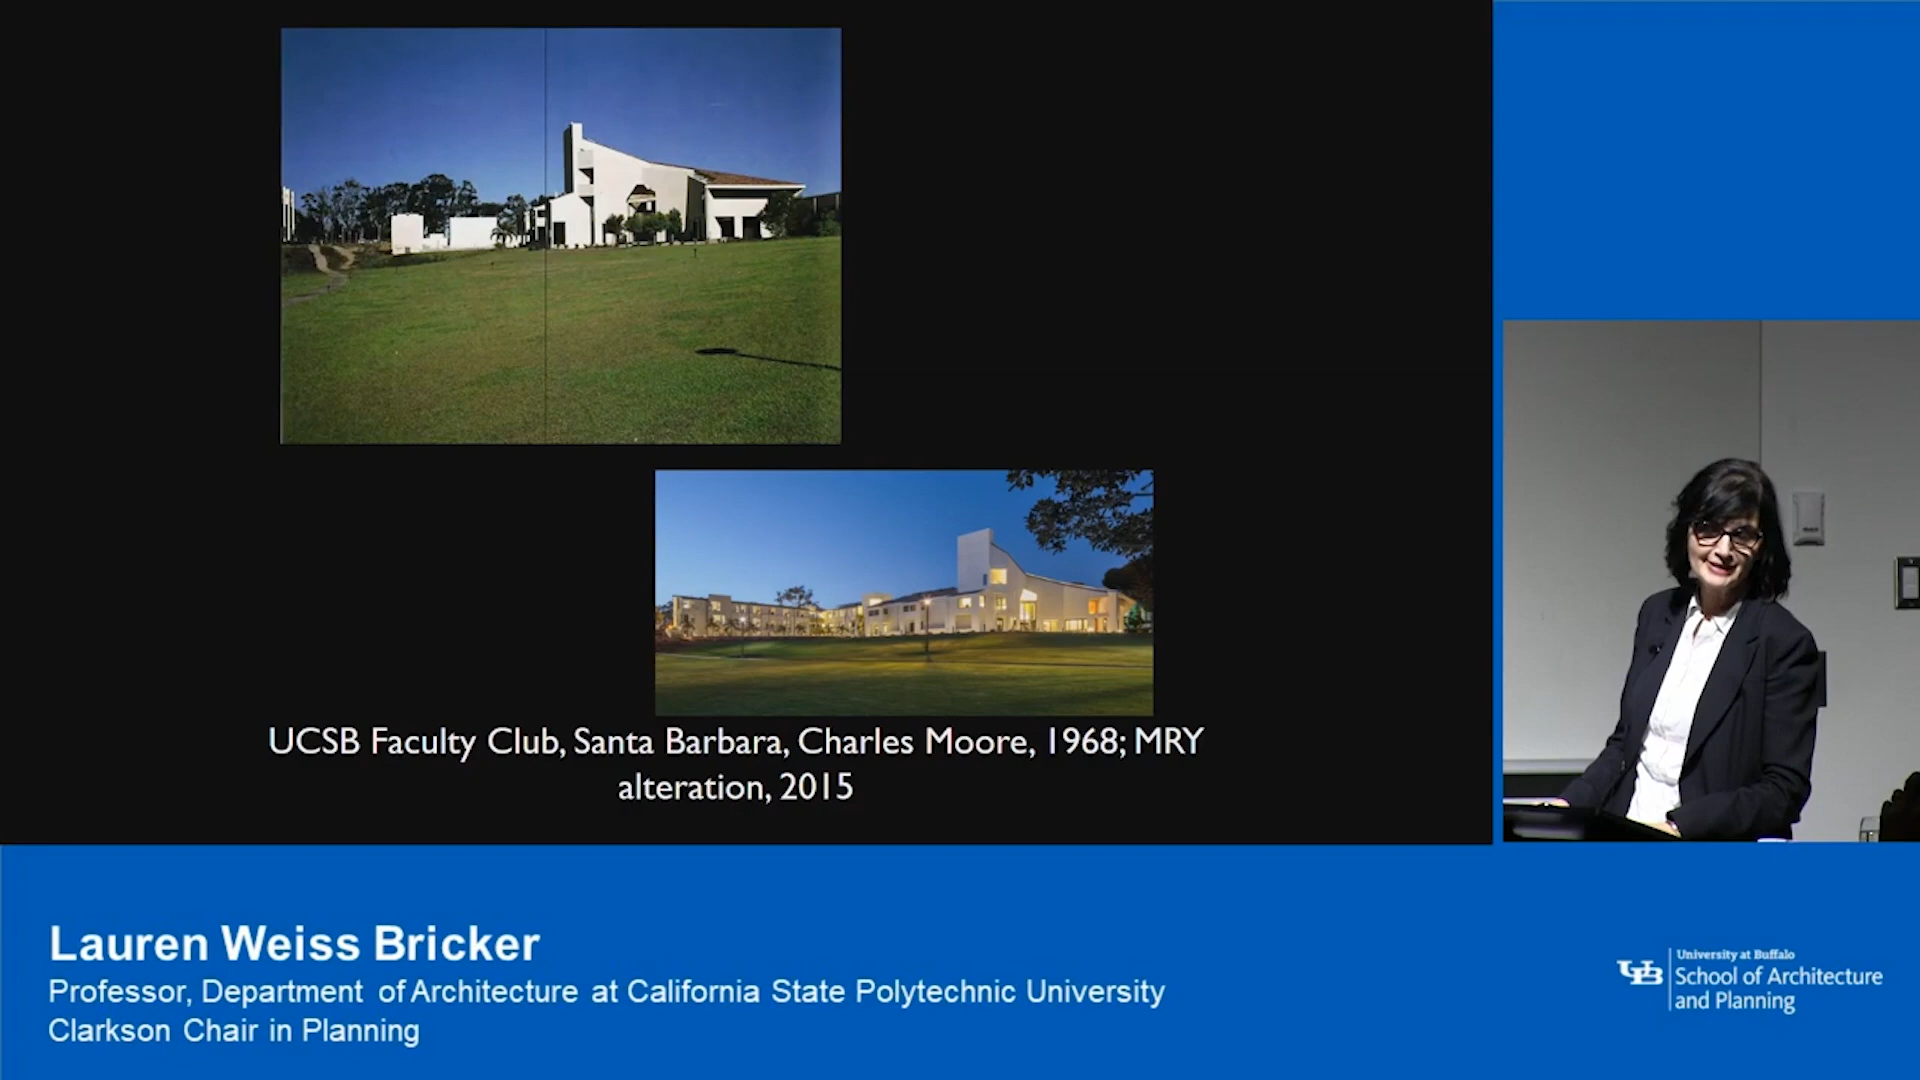 UCSB Faculty Club, Santa Barbara, Charles Moore, 1968; MRY
alteration, 2015
Lauren Weiss Bricker
Professor, Department of Architecture at California State Polytechnic University
Clarkson Chair in Planning
UB
University at Buffalo
School of Architecture
and Planning